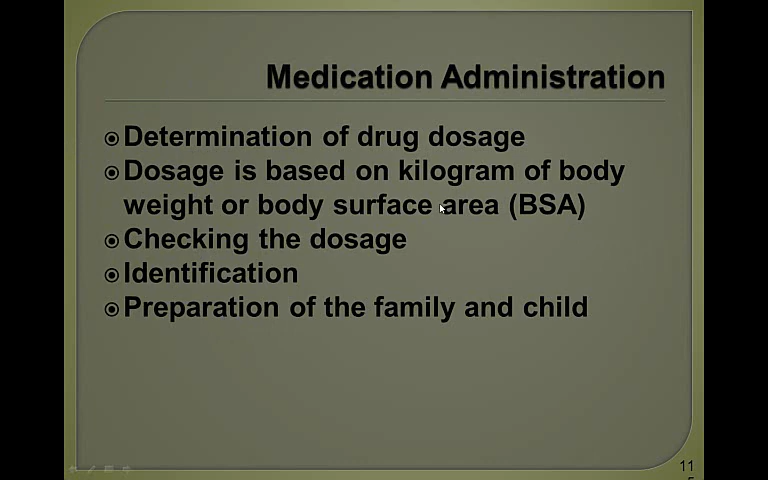 Medication Administration
Determination of drug dosage
Dosage is based on kilogram of body
weight or body surface area (BSA)
Checking the dosage
Identification
Preparation of the family and child
11